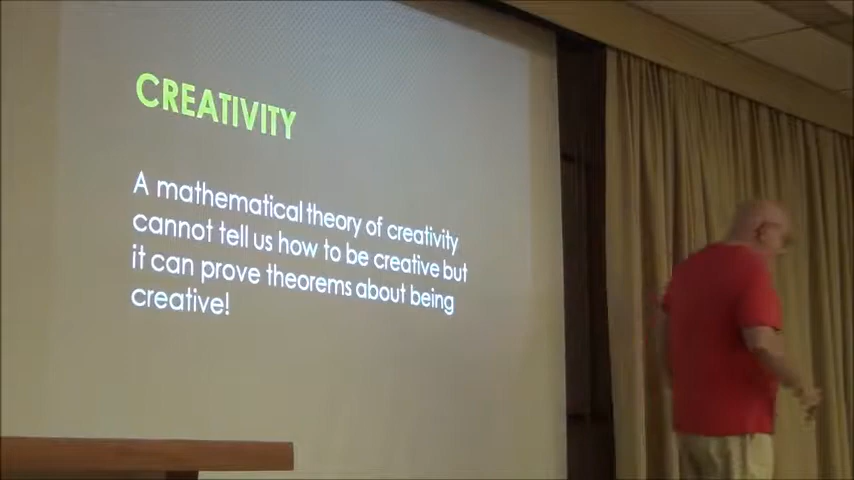 CREATIVITY
A mathematical theory of creativity
cannot tell us how to be creative but
it can prove theorems about being
creative!